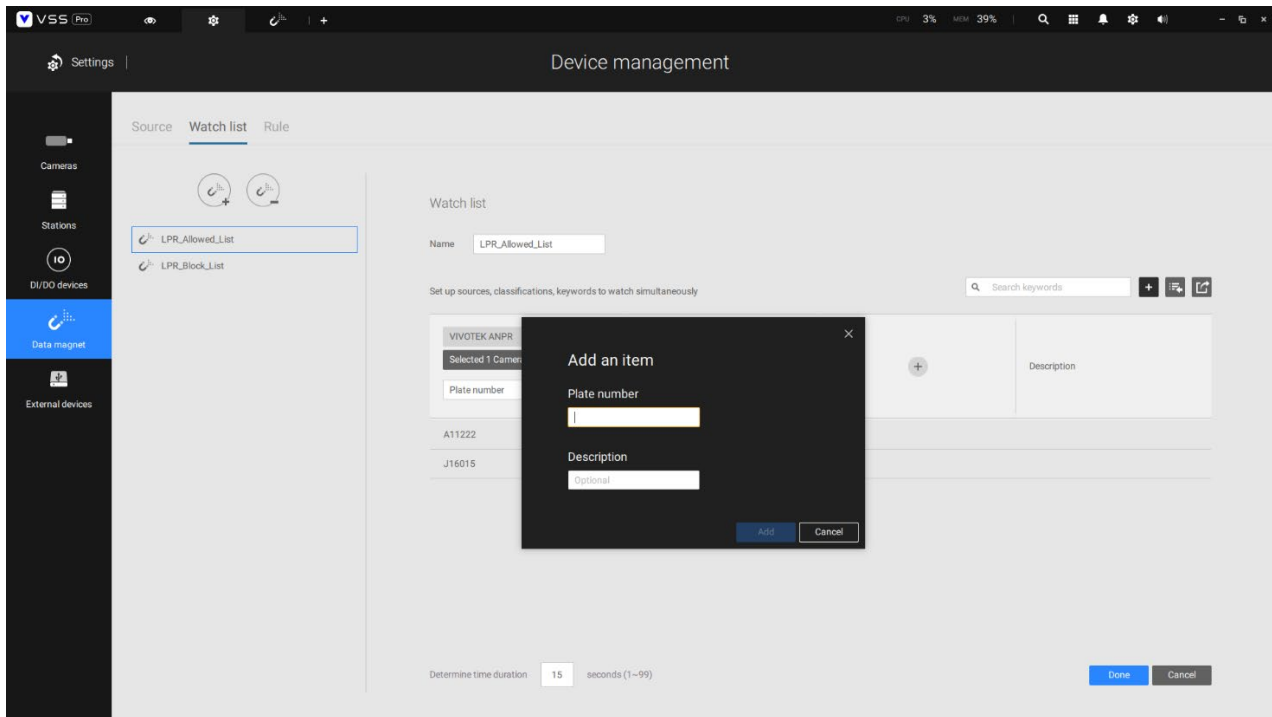 VSS Pro CPU 3% MEM 39%
Settings Device management
Source Watch list Rule
Cameras
Stations
IO
DI/DO devices
Data magnet
External devices
LPR_Allowed_List
LPR_Block_List
Watch list
Name LPR_Allowed_List
Set up sources, classifications, keywords to watch simultaneously
Search keywords
VIVOTEK ANPR
Selected 1 Camer
Plate number
Description
A11222
J16015
Add an item
Plate number
Description
Optional
Add Cancel
Determine time duration 15 seconds (1~99)
Done Cancel